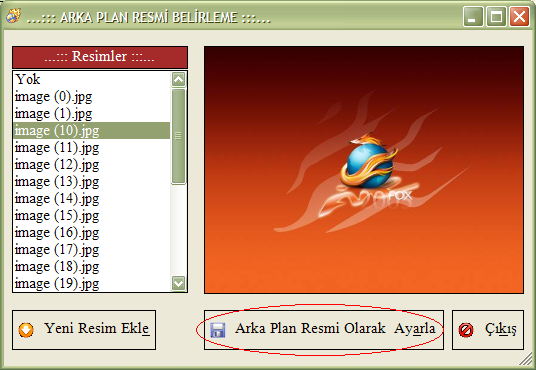 ...::: ARKA PLAN RESMİ BELİRLEME :::...
...::: Resimler :::...
Yok
image (0).jpg
image (1).jpg
image (10).jpg
image (11).jpg
image (12).jpg
image (13).jpg
image (14).jpg
image (15).jpg
image (16).jpg
image (17).jpg
image (18).jpg
image (19).jpg
FOX
Yeni Resim Ekle
Arka Plan Resmi Olarak Ayarla
Çıkış